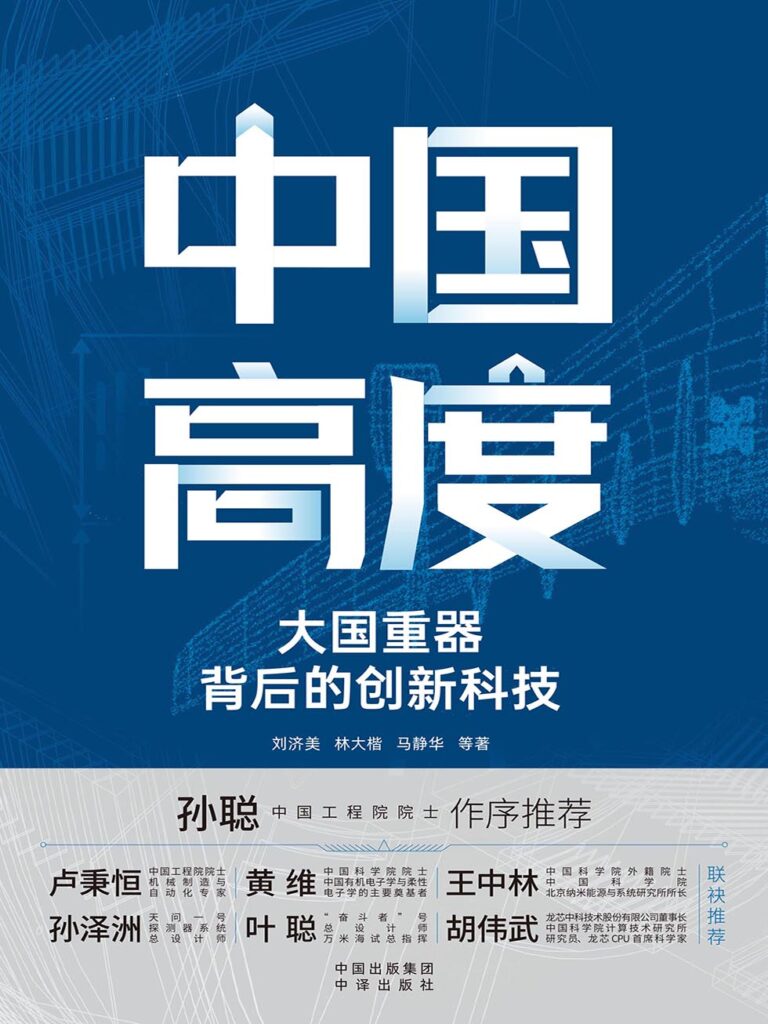 中国
高度
大国重器
背后的创新科技
刘济美 林大楷 马静华 等著
孙聪 中国工程院院士 作序推荐
卢秉恒 中国工程院院士 机械制造与 自动化专家
黄维 中国科学院院士 中国有机电子学与柔性 电子学的主要奠基者
王中林 中国科学院外籍院士 中国科学院 北京纳米能源与系统研究所所长
孙泽洲 天问一号 探测器系统 总设计师
叶聪 “奋斗者”号 总设计师 万米海试总指挥
胡伟武 龙芯中科技术股份有限公司董事长 中国科学院计算技术研究所 研究员、龙芯CPU首席科学家
联袂推荐
中国出版集团
中译出版社